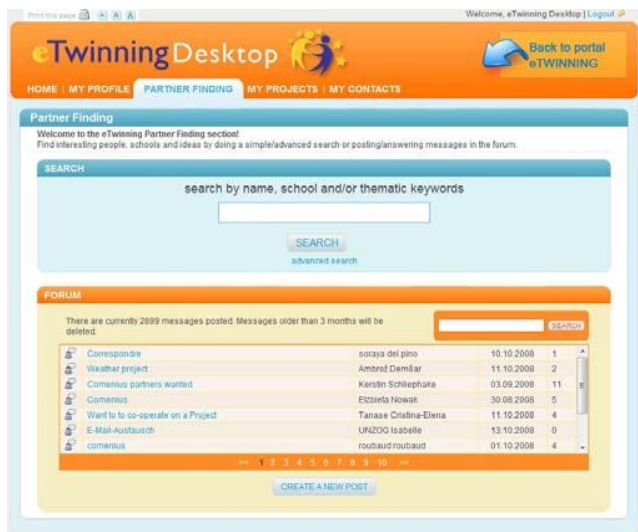 Print this page A A A
Welcome, eTwinning Desktop | Logout
eTwinning Desktop
Back to portal
eTWINNING
HOME | MY PROFILE PARTNER FINDING MY PROJECTS | MY CONTACTS
Partner Finding
Welcome to the eTwinning Partner Finding section!
Find interesting people, schools and ideas by doing a simple/advanced search or posting/answering messages in the forum.
SEARCH
search by name, school and/or thematic keywords
SEARCH
advanced search
FORUM
There are currently 2899 messages posted. Messages older than 3 months will be
deleted.
SEARCH
Correspondre soraya del pino 10.10.2008 1
Weather project Ambrož Demšar 11.10.2008 2
Comenius partners wanted Kerstin Schliephake 03.09.2008 11
Comenius Elzbieta Nowak 30.08.2008 5
Want to to co-operate on a Project Tanase Cristina-Elena 11.10.2008 4
E-Mail-Austausch UNZOG Isabelle 13.10.2008 0
comenius roubaud roubaud 01.10.2008 4
<< 1 2 3 4 5 6 7 8 9 10 >>
CREATE A NEW POST